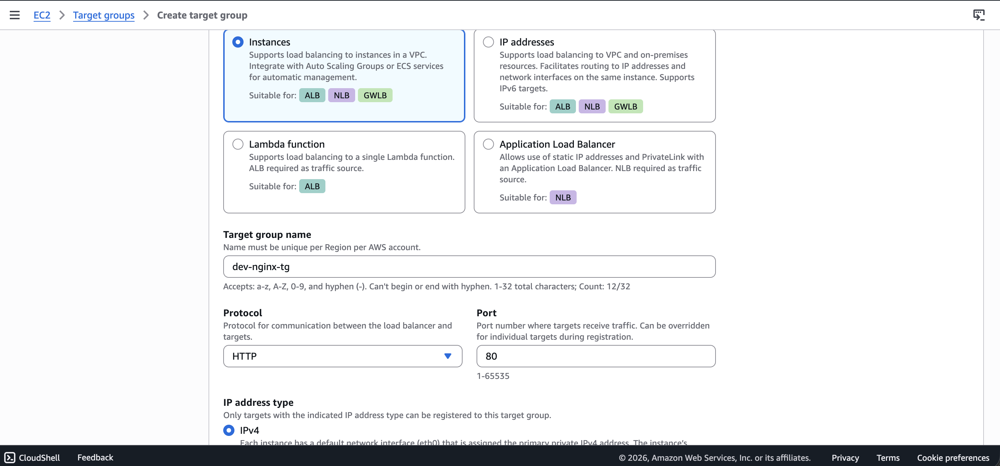 EC2 > Target groups > Create target group
Instances
Supports load balancing to instances in a VPC.
Integrate with Auto Scaling Groups or ECS services
for automatic management.
Suitable for: ALB NLB GWLB
IP addresses
Supports load balancing to VPC and on-premises
resources. Facilitates routing to IP addresses and
network interfaces on the same instance. Supports
IPv6 targets.
Suitable for: ALB NLB GWLB
Lambda function
Supports load balancing to a single Lambda function.
ALB required as traffic source.
Suitable for: ALB
Application Load Balancer
Allows use of static IP addresses and PrivateLink with
an Application Load Balancer. NLB required as traffic
source.
Suitable for: NLB
Target group name
Name must be unique per Region per AWS account.
dev-nginx-tg
Accepts: a-z, A-Z, 0-9, and hyphen (-). Can't begin or end with hyphen. 1-32 total characters; Count: 12/32
Protocol
Protocol for communication between the load balancer and
targets.
HTTP
Port
Port number where targets receive traffic. Can be overridden
for individual targets during registration.
80
1-65535
IP address type
Only targets with the indicated IP address type can be registered to this target group.
IPv4
Each instance has a default network interface (eth0) that is assigned the primary private IPv4 address. The instance's
CloudShell Feedback © 2026, Amazon Web Services, Inc. or its affiliates. Privacy Terms Cookie preferences